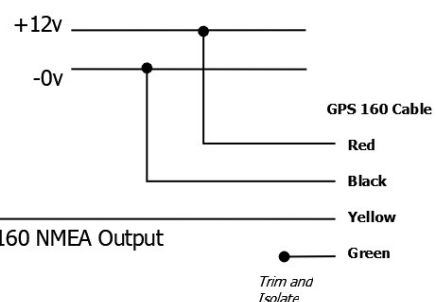 +12v
-0v
GPS 160 Cable
Red
Black
Yellow
160 NMEA Output
Green
Trim and
Isolate